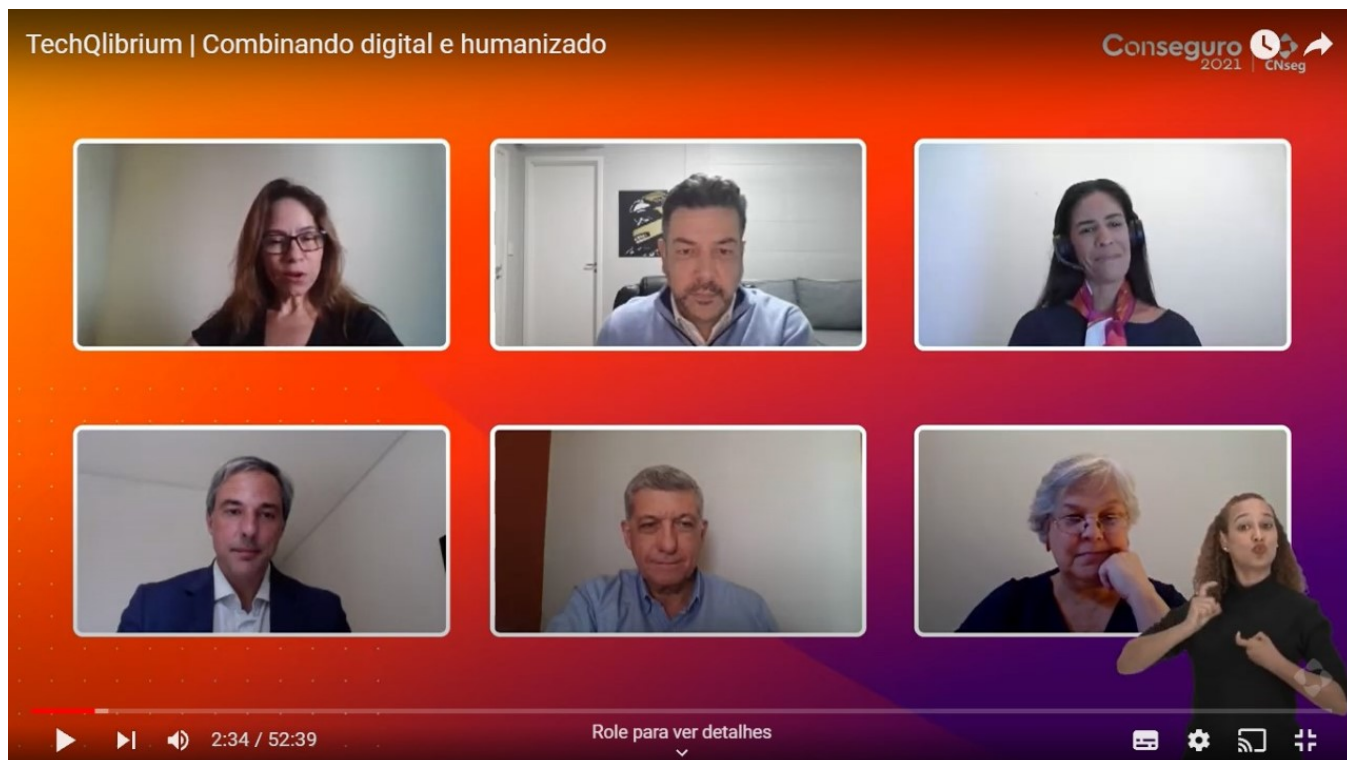 TechQlibrium | Combinando digital e humanizado
Conseguro
2021 | CNseg
2:34 / 52:39
Role para ver detalhes